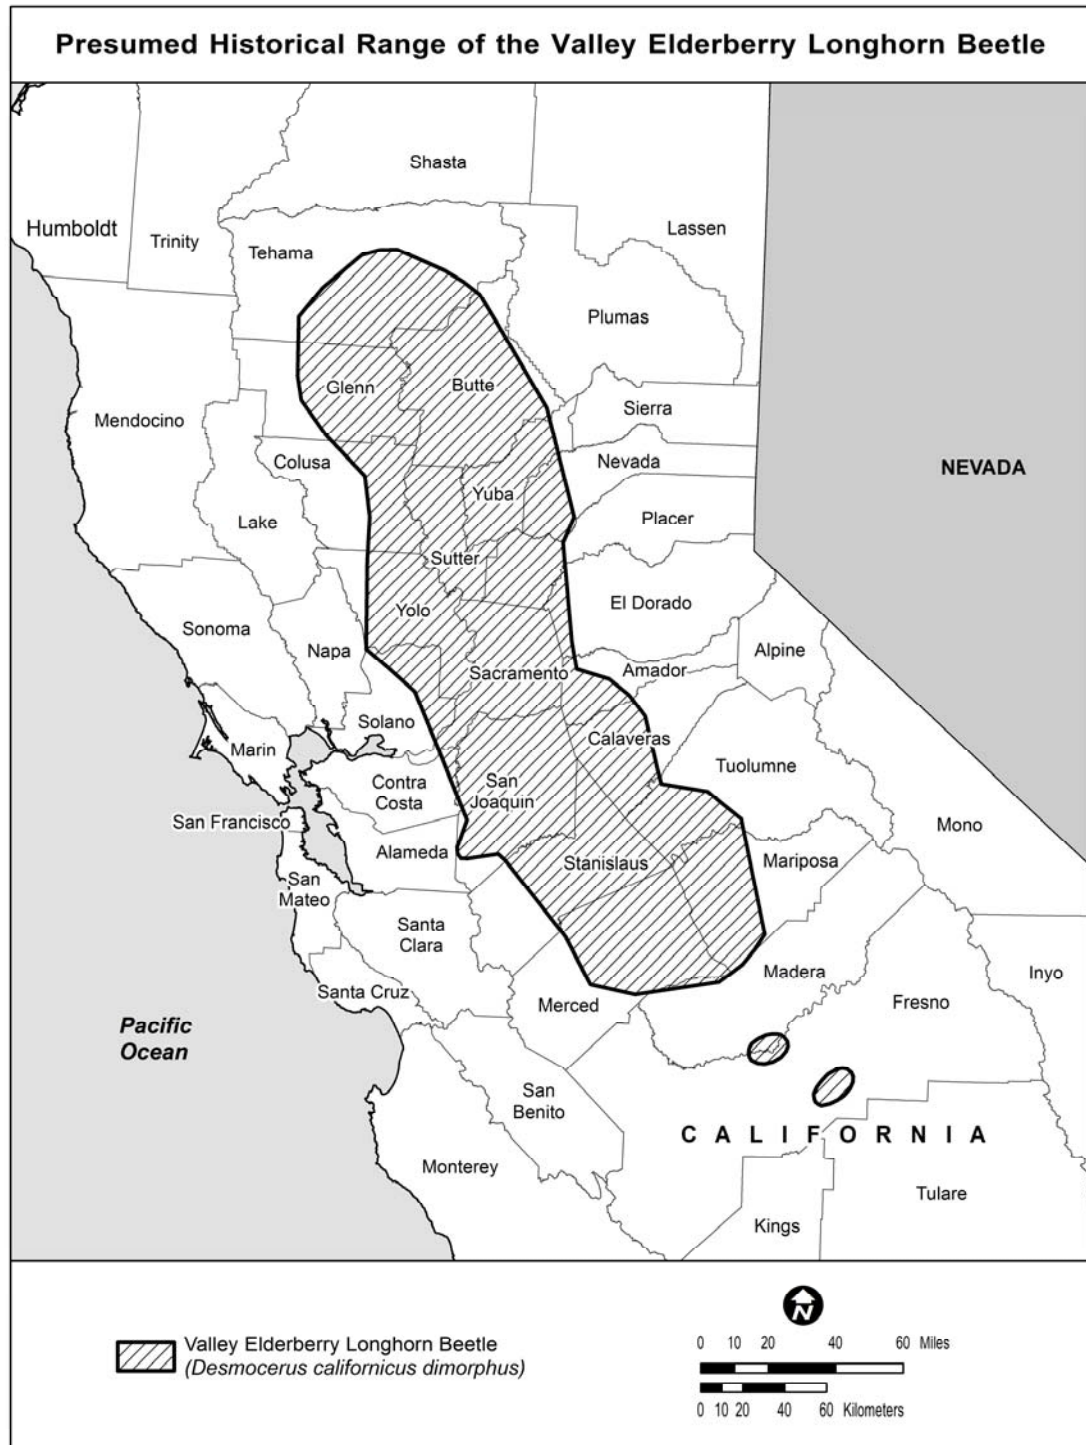 Presumed Historical Range of the Valley Elderberry Longhorn Beetle
Shasta
Humboldt
Trinity
Lassen
Tehama
Plumas
Glenn
Butte
Sierra
Mendocino
Colusa
Nevada
NEVADA
Yuba
Lake
Placer
Sutter
Yolo
El Dorado
Sonoma
Napa
Alpine
Sacramento
Amador
Solano
Calaveras
Marin
Tuolumne
Contra
Costa
San
Joaquin
San Francisco
Mono
Alameda
Stanislaus
Mariposa
San
Mateo
Santa
Clara
Madera
Inyo
Santa Cruz
Merced
Fresno
Pacific
Ocean
San
Benito
CALIFORNIA
Monterey
Tulare
Kings
N
Valley Elderberry Longhorn Beetle
(Desmocerus californicus dimorphus)
0 10 20 40 60 Miles
0 10 20 40 60 Kilometers